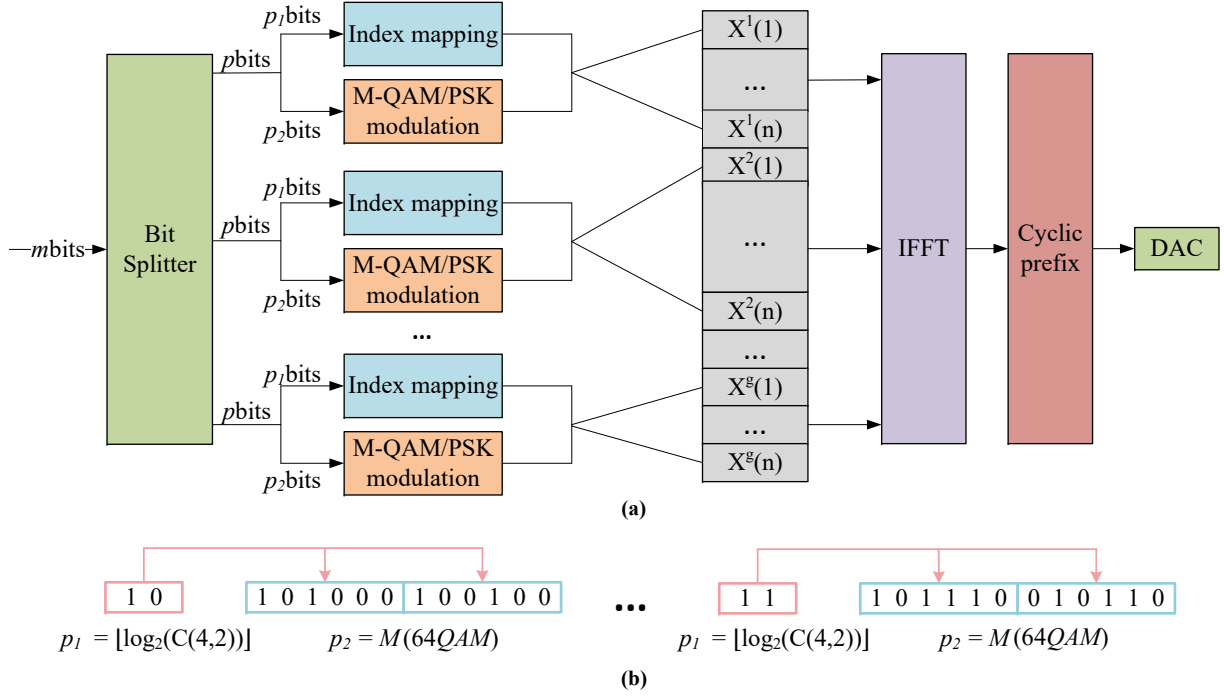 mbits
Bit
Splitter
pbits
p₁bits
Index mapping
p₂bits
M-QAM/PSK
modulation
pbits
p₁bits
Index mapping
p₂bits
M-QAM/PSK
modulation
...
pbits
p₁bits
Index mapping
p₂bits
M-QAM/PSK
modulation
X¹(1)
...
X¹(n)
X²(1)
...
X²(n)
...
Xᵍ(1)
...
Xᵍ(n)
IFFT
Cyclic
prefix
DAC
(a)
1 0
1 0 1 0 0 0 1 0 0 1 0 0
...
1 1
1 0 1 1 1 0 0 1 0 1 1 0
p₁ = ⌊log₂(C(4,2))⌋
p₂ = M(64QAM)
p₁ = ⌊log₂(C(4,2))⌋
p₂ = M(64QAM)
(b)